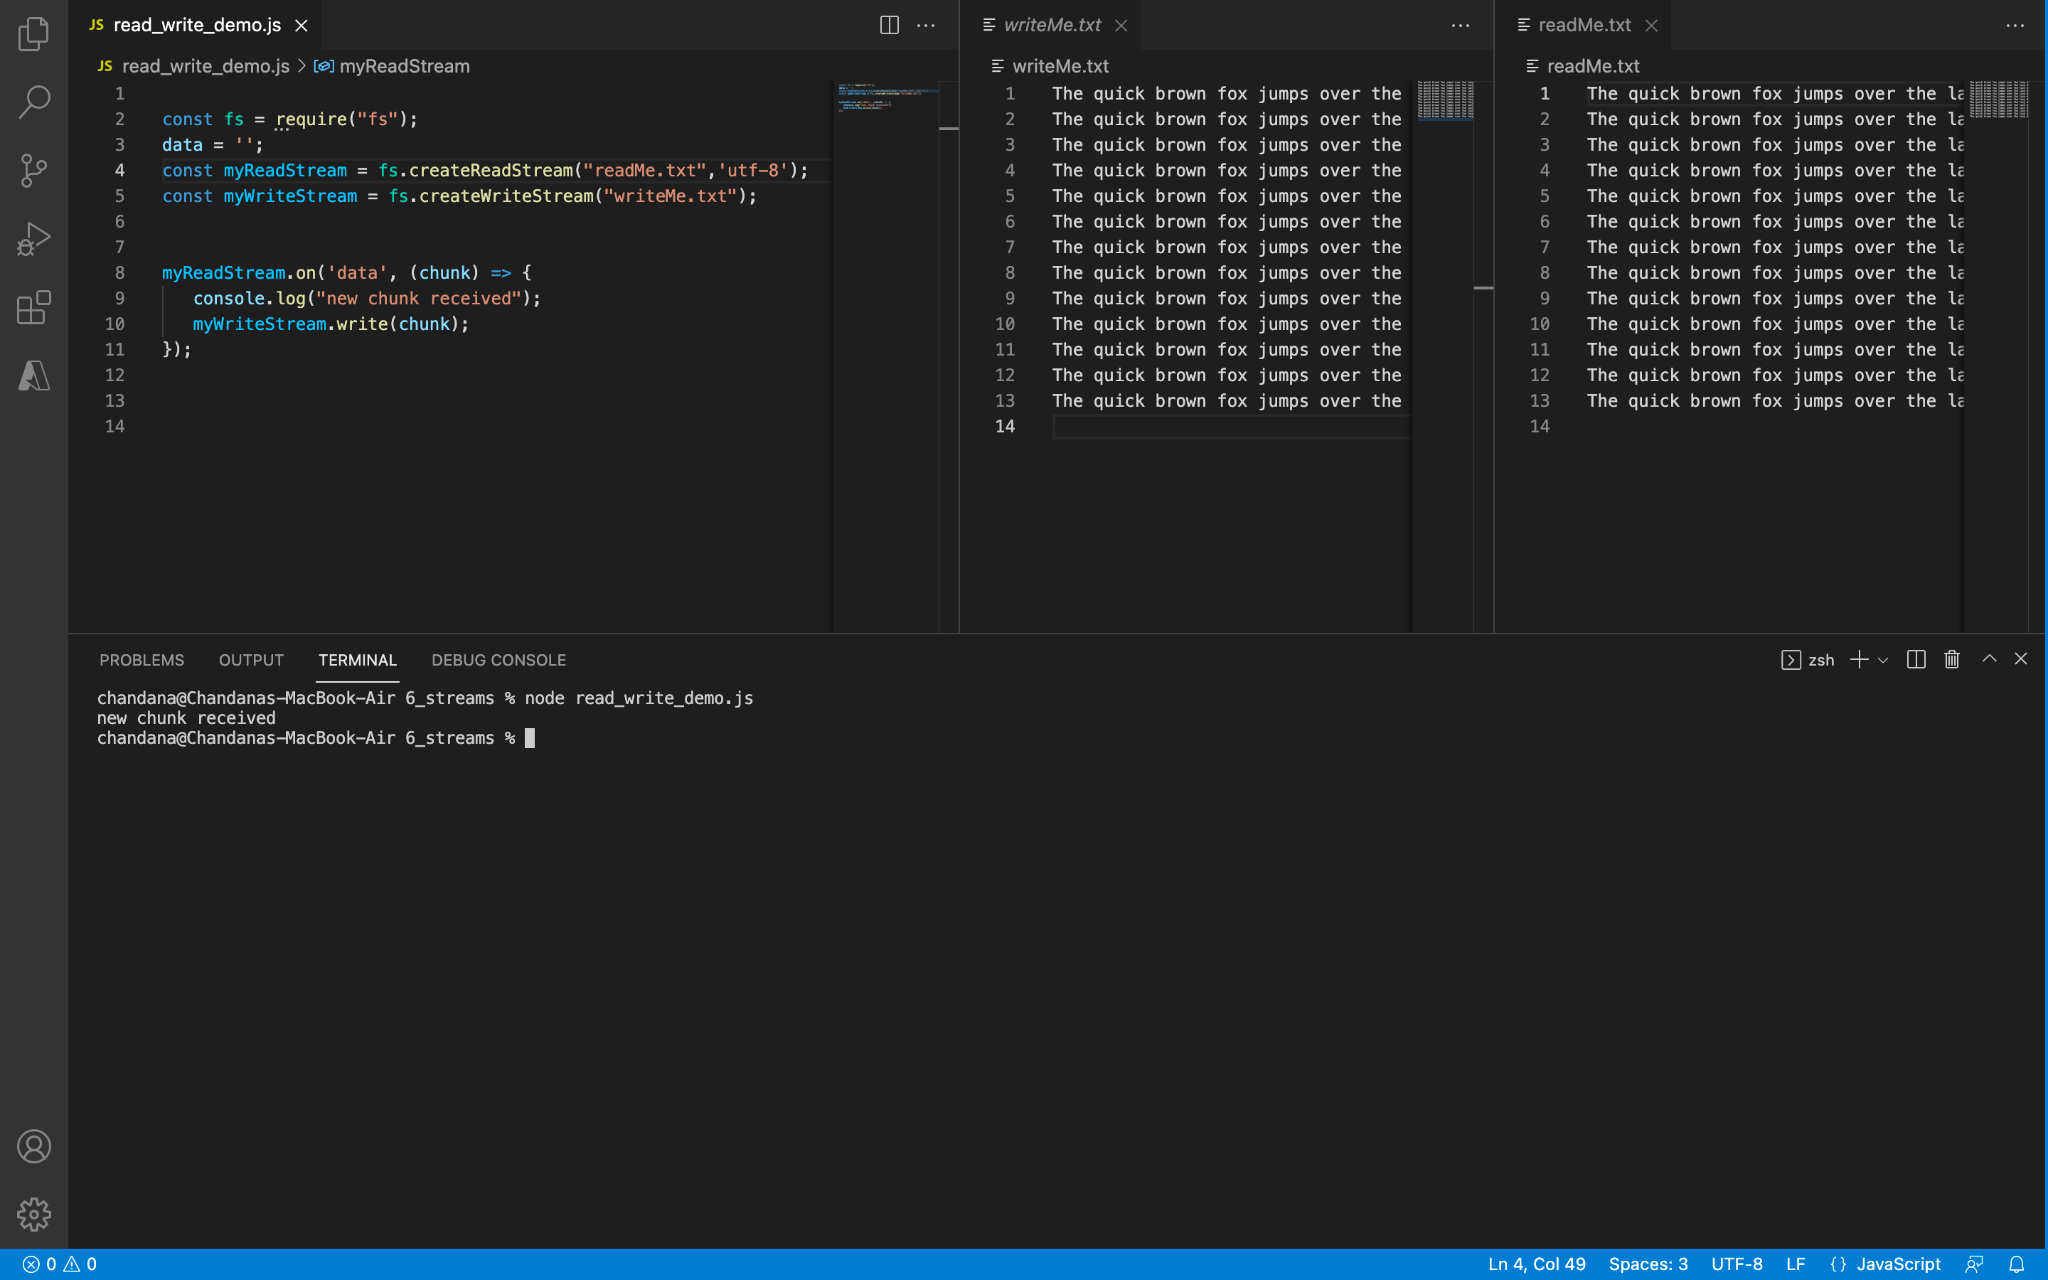 JS read_write_demo.js
JS read_write_demo.js > myReadStream
1
2 const fs = require("fs");
3 data = '';
4 const myReadStream = fs.createReadStream("readMe.txt",'utf-8');
5 const myWriteStream = fs.createWriteStream("writeMe.txt");
6
7
8 myReadStream.on('data', (chunk) => {
9 console.log("new chunk received");
10 myWriteStream.write(chunk);
11 });
12
13
14
writeMe.txt
writeMe.txt
1 The quick brown fox jumps over the
2 The quick brown fox jumps over the
3 The quick brown fox jumps over the
4 The quick brown fox jumps over the
5 The quick brown fox jumps over the
6 The quick brown fox jumps over the
7 The quick brown fox jumps over the
8 The quick brown fox jumps over the
9 The quick brown fox jumps over the
10 The quick brown fox jumps over the
11 The quick brown fox jumps over the
12 The quick brown fox jumps over the
13 The quick brown fox jumps over the
14
readMe.txt
readMe.txt
1 The quick brown fox jumps over the la
2 The quick brown fox jumps over the la
3 The quick brown fox jumps over the la
4 The quick brown fox jumps over the la
5 The quick brown fox jumps over the la
6 The quick brown fox jumps over the la
7 The quick brown fox jumps over the la
8 The quick brown fox jumps over the la
9 The quick brown fox jumps over the la
10 The quick brown fox jumps over the la
11 The quick brown fox jumps over the la
12 The quick brown fox jumps over the la
13 The quick brown fox jumps over the la
14
PROBLEMS OUTPUT TERMINAL DEBUG CONSOLE zsh
chandana@Chandanas-MacBook-Air 6_streams % node read_write_demo.js
new chunk received
chandana@Chandanas-MacBook-Air 6_streams %
0 0 Ln 4, Col 49 Spaces: 3 UTF-8 LF {} JavaScript